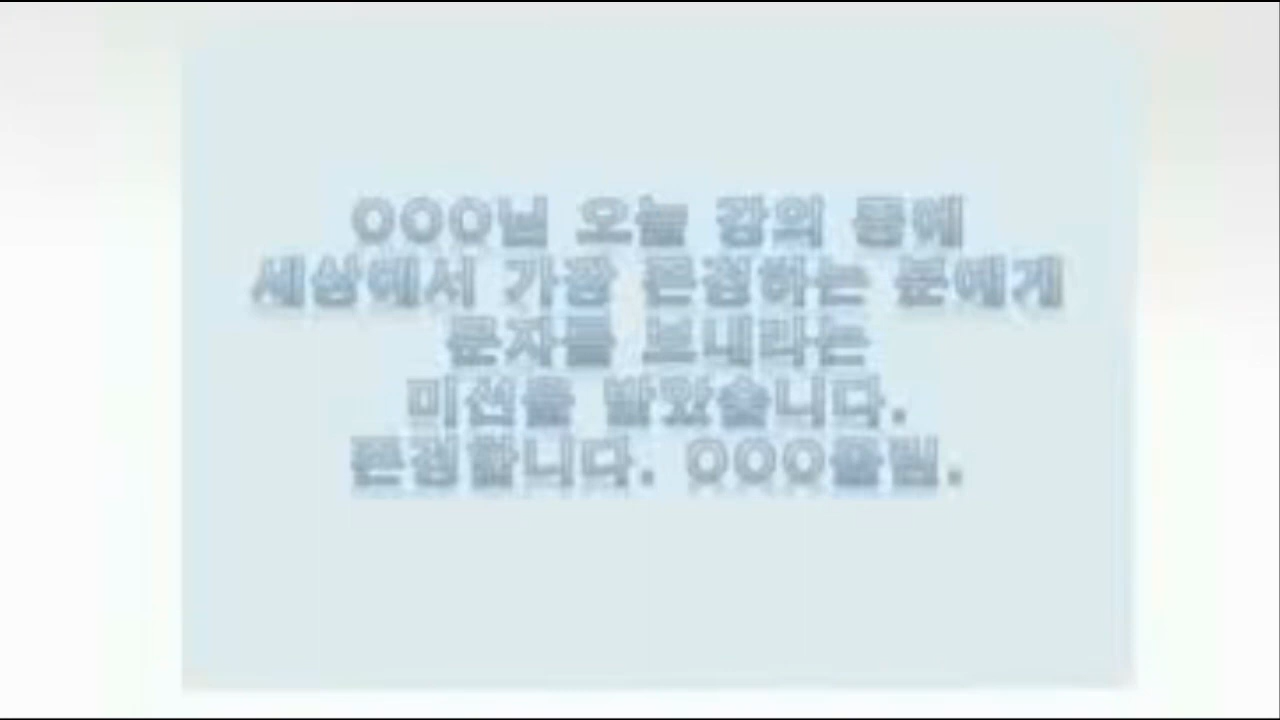 OOO님 오늘 강의 중에
세상에서 가장 존경하는 분에게
문자를 보내라는
미션을 받았습니다.
존경합니다. OOO올림.